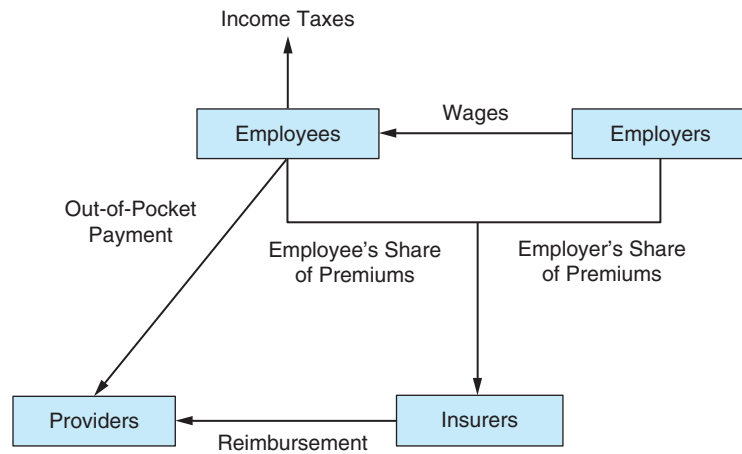 Income Taxes
Employees
Wages
Employers
Out-of-Pocket
Payment
Employee's Share
of Premiums
Employer's Share
of Premiums
Providers
Reimbursement
Insurers